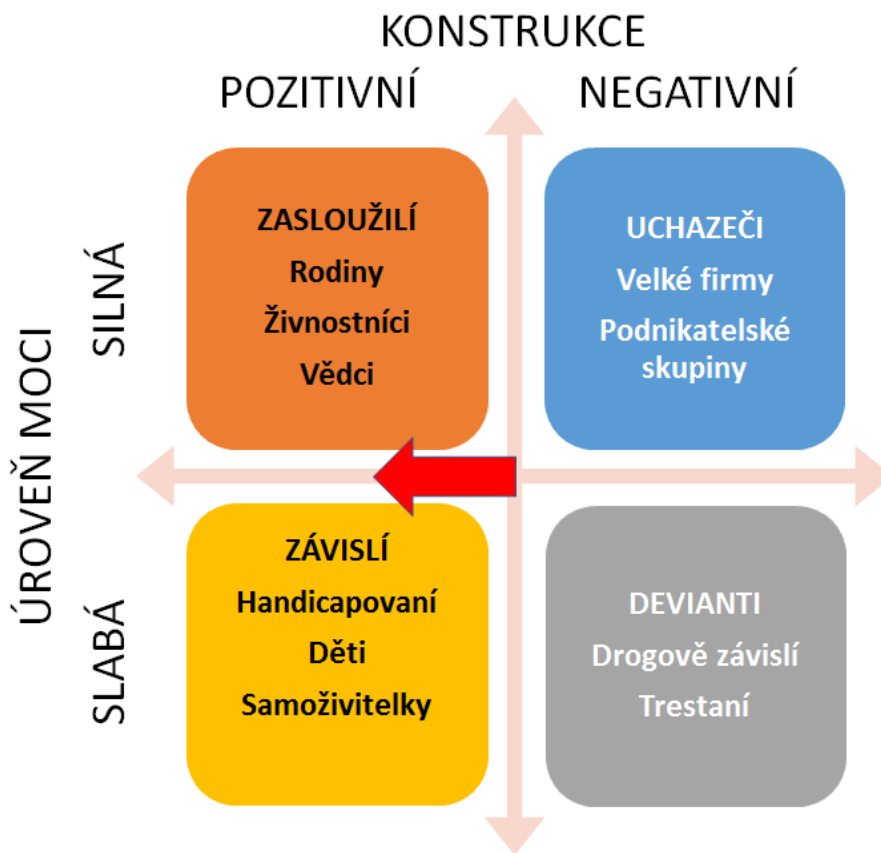 KONSTRUKCE
POZITIVNÍ
NEGATIVNÍ
ÚROVEŇ MOCI
SILNÁ
ZASLOUŽILÍ
Rodiny
Živnostníci
Vědci
UCHAZEČI
Velké firmy
Podnikatelské
skupiny
SLABÁ
ZÁVISLÍ
Handicapovaní
Děti
Samoživitelky
DEVIANTI
Drogově závislí
Trestaní